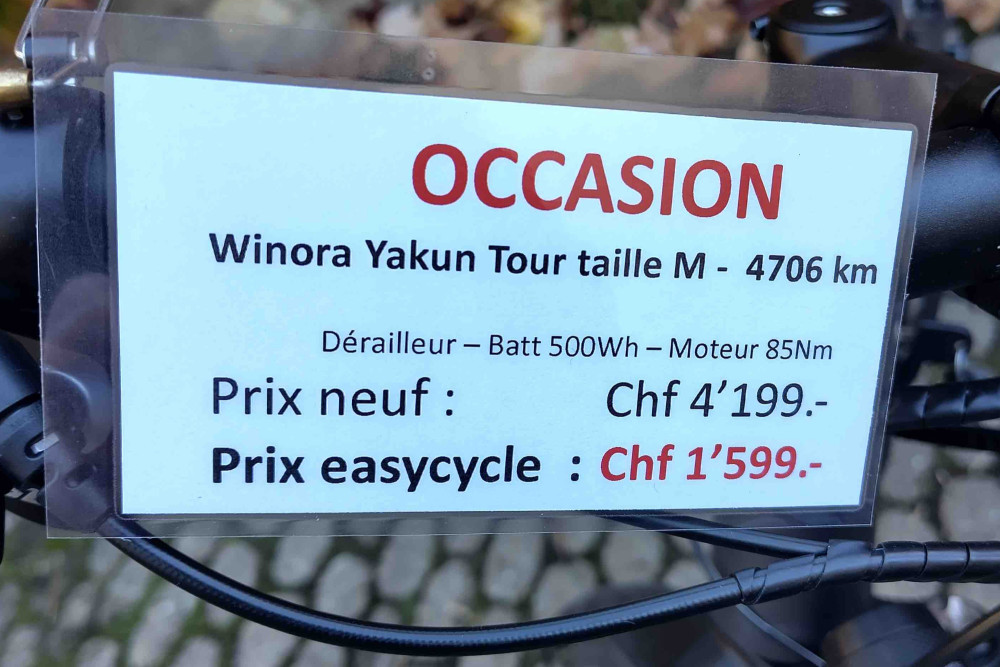 OCCASION
Winora Yakun Tour taille M - 4706 km
Dérailleur – Batt 500Wh – Moteur 85Nm
Prix neuf : Chf 4’199.-
Prix easycycle : Chf 1’599.-